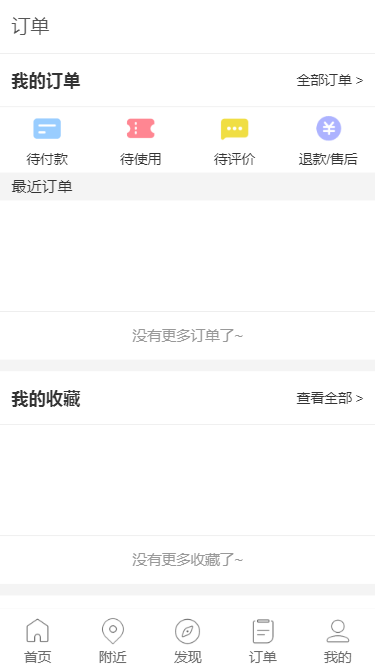 订单
我的订单 全部订单 >
待付款 待使用 待评价 退款/售后
最近订单
没有更多订单了~
我的收藏 查看全部 >
没有更多收藏了~
首页 附近 发现 订单 我的